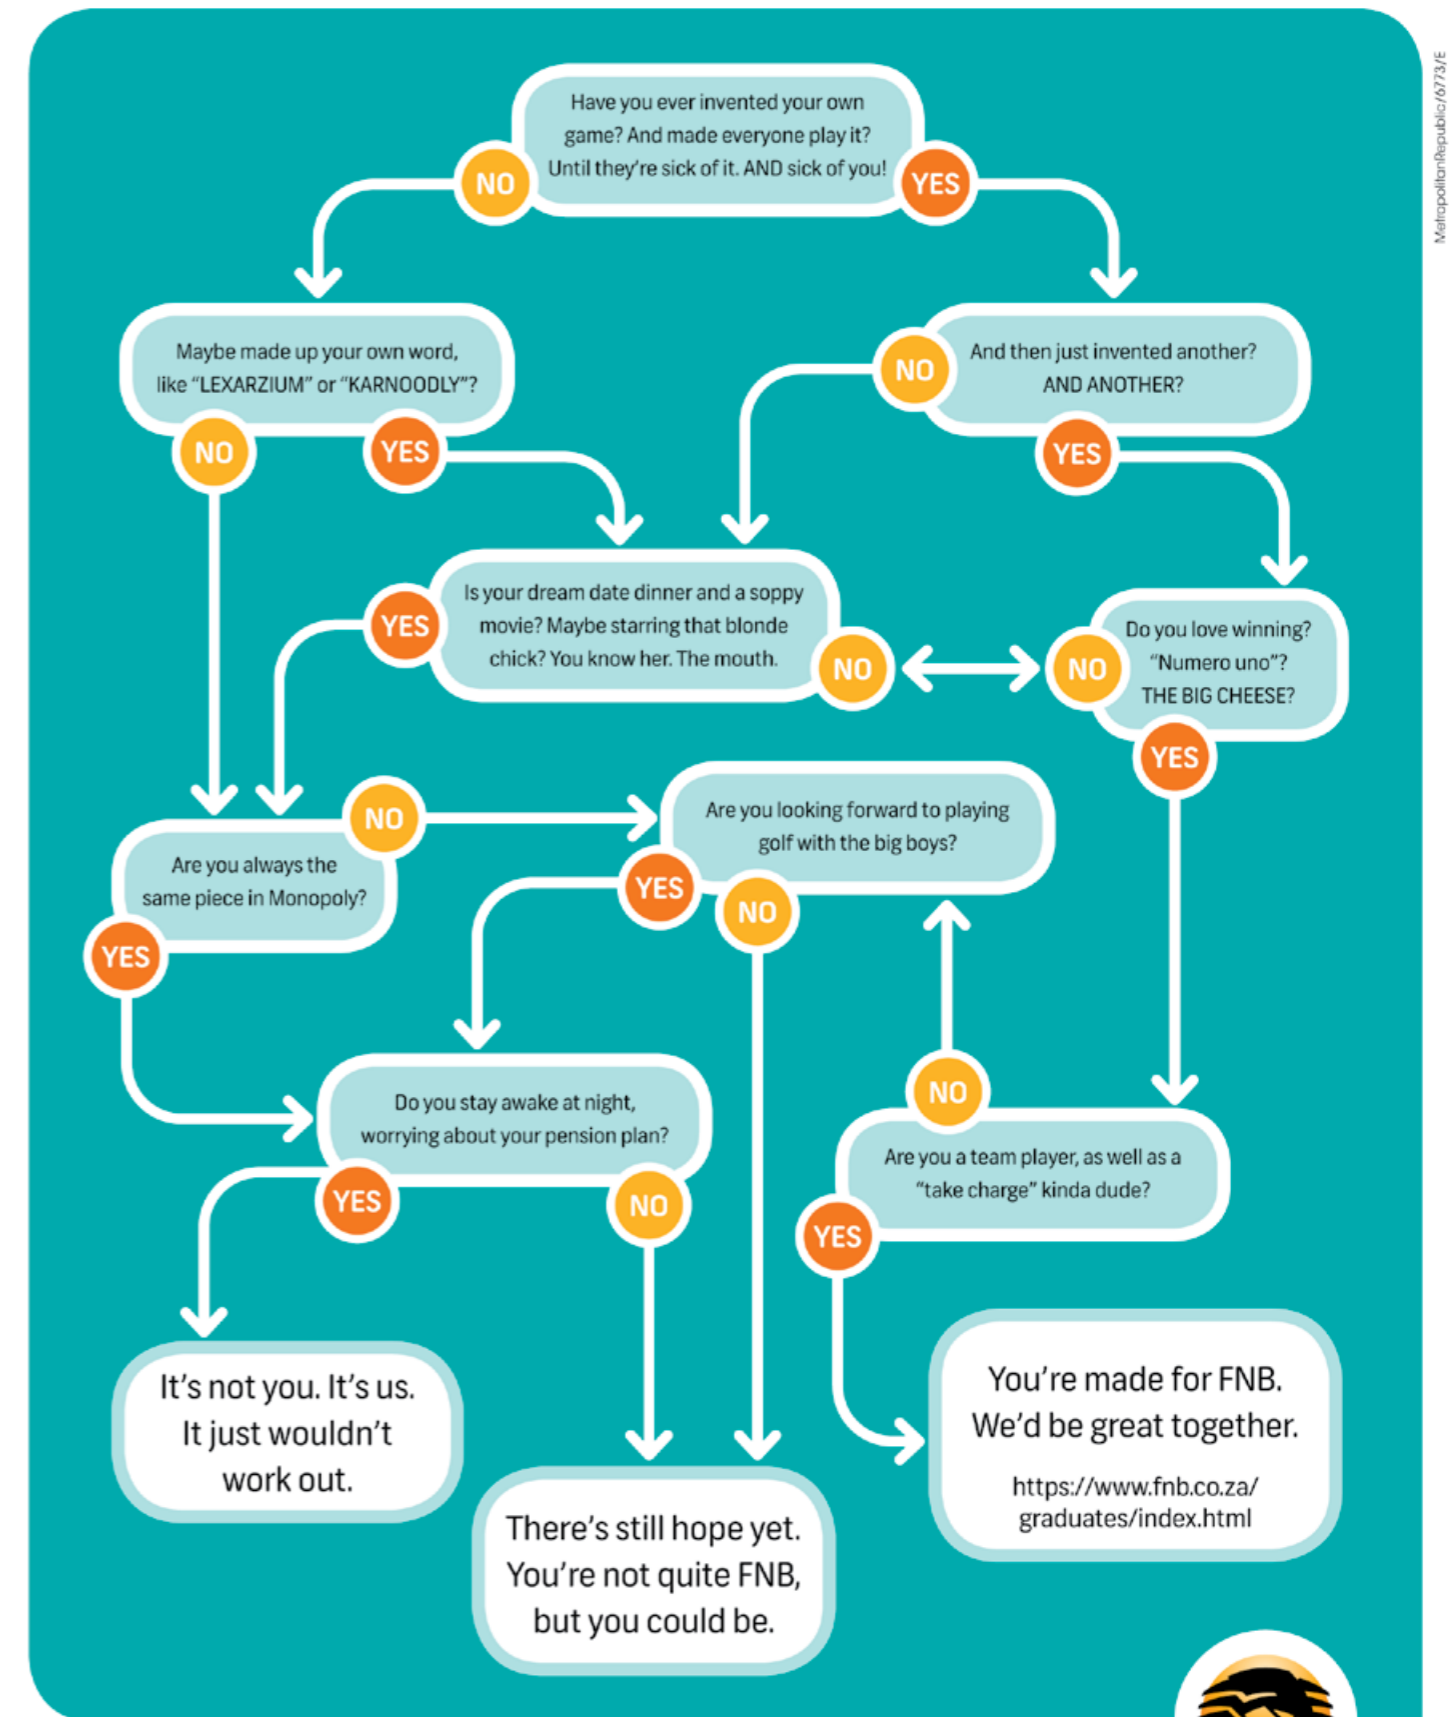 MetropolitanRepublic/6773/E
Have you ever invented your own
game? And made everyone play it?
Until they're sick of it. AND sick of you!
NO
YES
Maybe made up your own word,
like "LEXARZIUM" or "KARNOODLY"?
NO
YES
And then just invented another?
AND ANOTHER?
NO
YES
Is your dream date dinner and a soppy
movie? Maybe starring that blonde
chick? You know her. The mouth.
YES
NO
Do you love winning?
"Numero uno"?
THE BIG CHEESE?
NO
YES
Are you always the
same piece in Monopoly?
NO
YES
Are you looking forward to playing
golf with the big boys?
YES
NO
Do you stay awake at night,
worrying about your pension plan?
YES
NO
NO
Are you a team player, as well as a
"take charge" kinda dude?
YES
It's not you. It's us.
It just wouldn't
work out.
There's still hope yet.
You're not quite FNB,
but you could be.
You're made for FNB.
We'd be great together.
https://www.fnb.co.za/
graduates/index.html